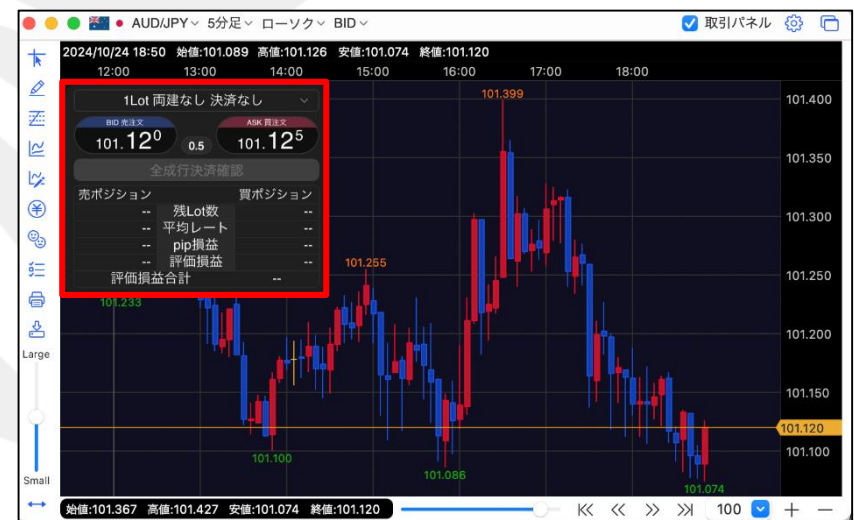 AUD/JPY 5分足 ローソク BID 取引パネル
2024/10/24 18:50 始値:101.089 高値:101.126 安値:101.074 終値:101.120
12:00 13:00 14:00 15:00 16:00 17:00 18:00
1Lot 両建なし 決済なし
BID 売注文 ASK 買注文
101.120 0.5 101.125
全成行決済確認
売ポジション 買ポジション
-- 残Lot数 --
-- 平均レート --
-- pip損益 --
-- 評価損益 --
評価損益合計 --
101.399
101.255
101.233
101.100
101.086
101.074
101.400
101.350
101.300
101.250
101.200
101.150
101.120
101.100
Large
Small
始値:101.367 高値:101.427 安値:101.074 終値:101.120 100